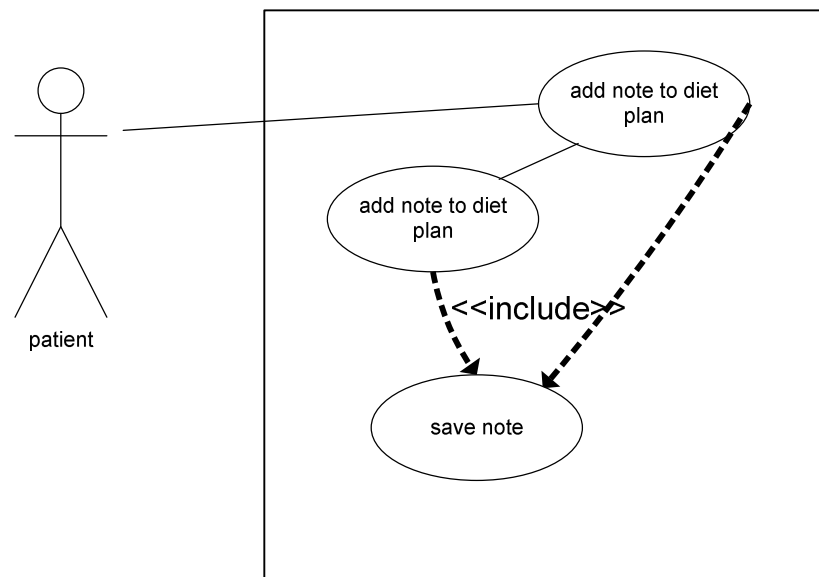 add note to diet
plan
add note to diet
plan
<<include>>
patient
save note